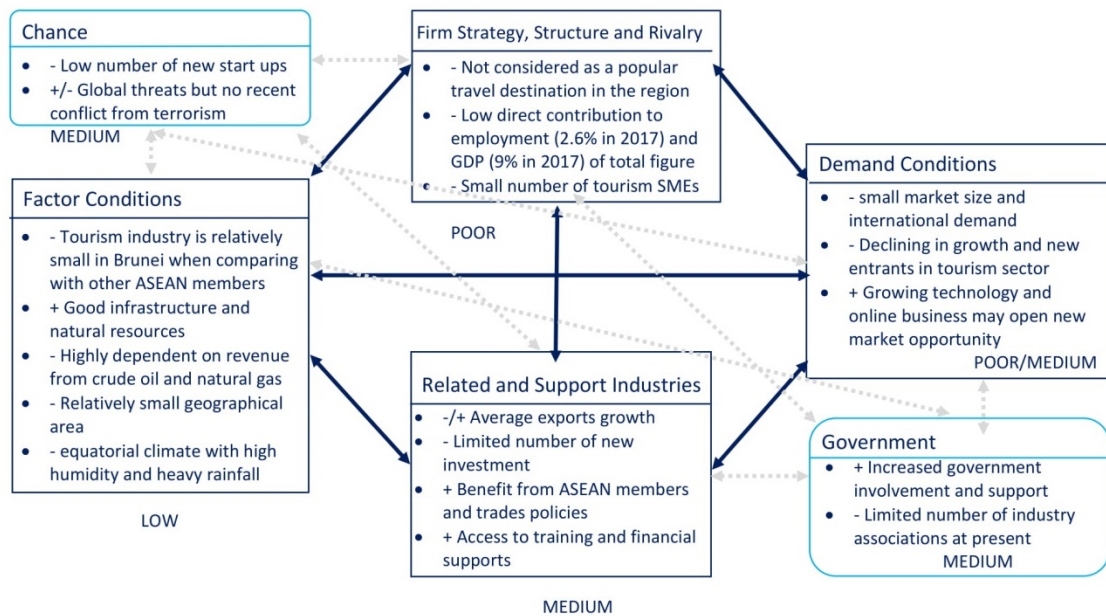 Chance
• - Low number of new start ups
• +/- Global threats but no recent
conflict from terrorism
MEDIUM
Firm Strategy, Structure and Rivalry
• - Not considered as a popular
travel destination in the region
• - Low direct contribution to
employment (2.6% in 2017) and
GDP (9% in 2017) of total figure
• - Small number of tourism SMEs
POOR
Factor Conditions
• - Tourism industry is relatively
small in Brunei when comparing
with other ASEAN members
• + Good infrastructure and
natural resources
• - Highly dependent on revenue
from crude oil and natural gas
• - Relatively small geographical
area
• - equatorial climate with high
humidity and heavy rainfall
LOW
Demand Conditions
• - small market size and
international demand
• - Declining in growth and new
entrants in tourism sector
• + Growing technology and
online business may open new
market opportunity
POOR/MEDIUM
Related and Support Industries
• -/+ Average exports growth
• - Limited number of new
investment
• + Benefit from ASEAN members
and trades policies
• + Access to training and financial
supports
MEDIUM
Government
• + Increased government
involvement and support
• - Limited number of industry
associations at present
MEDIUM